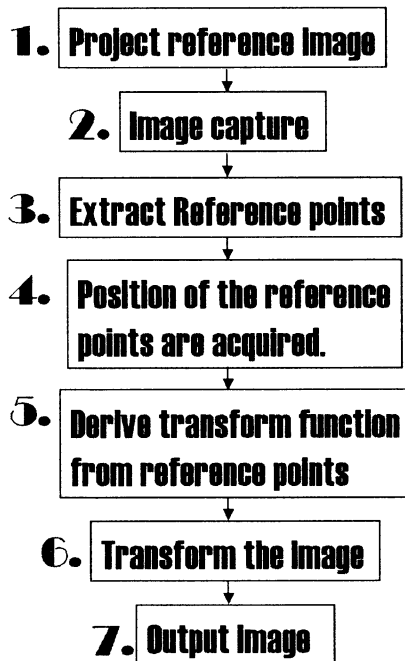 1. Project reference image
2. Image capture
3. Extract Reference points
4. Position of the reference
points are acquired.
5. Derive transform function
from reference points
6. Transform the image
7. Output image